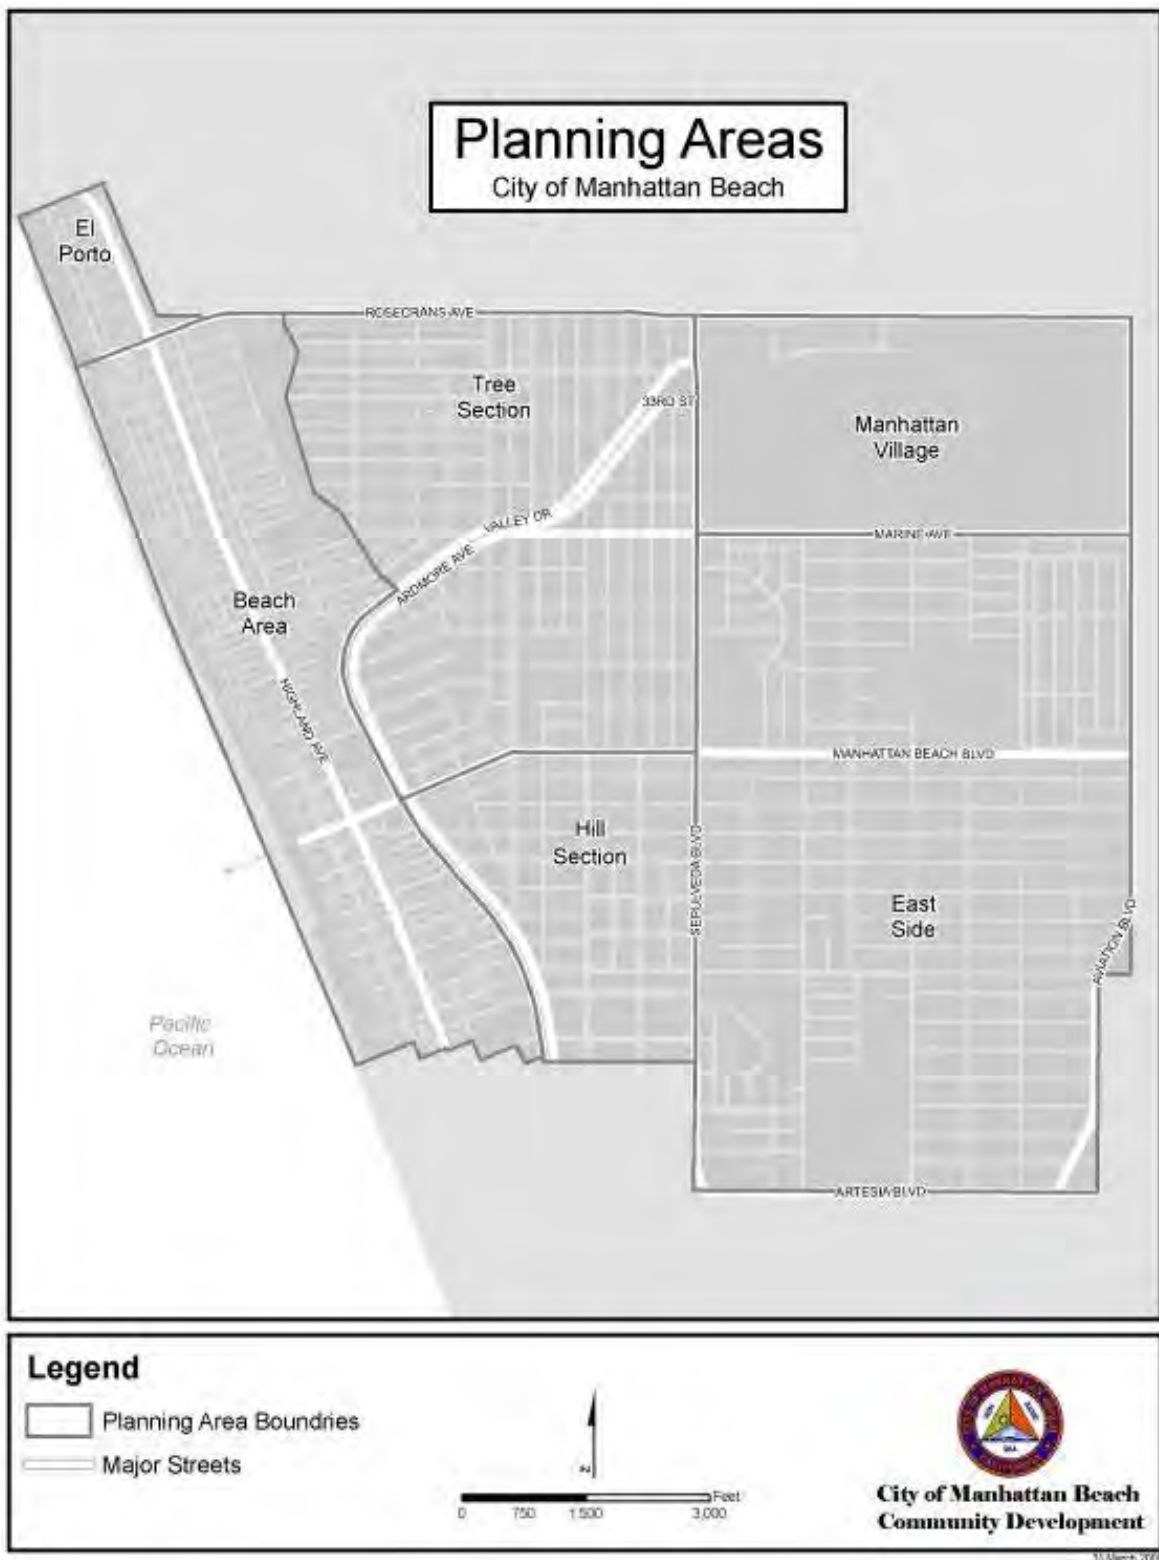 Planning Areas
City of Manhattan Beach
El
Porto
ROSECRANS AVE
Tree
Section
33RD ST
Manhattan
Village
VALLEY DR
MARINE AVE
ARDMORE AVE
Beach
Area
HIGHLAND AVE
MANHATTAN BEACH BLVD
Hill
Section
SEPULVEDA BLVD
East
Side
AVIATION BLVD
Pacific
Ocean
ARTESIA BLVD
Legend
Planning Area Boundries
Major Streets
z
Feet
0 750 1,500 3,000
City of Manhattan Beach
Community Development